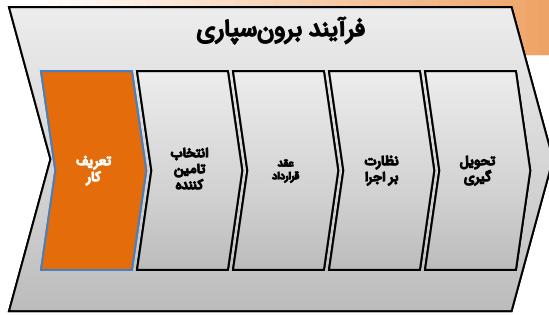 فرآیند برون‌سپاری
تعریف
کار
انتخاب
تامین
کننده
عقد
قرارداد
نظارت
بر اجرا
تحویل
گیری